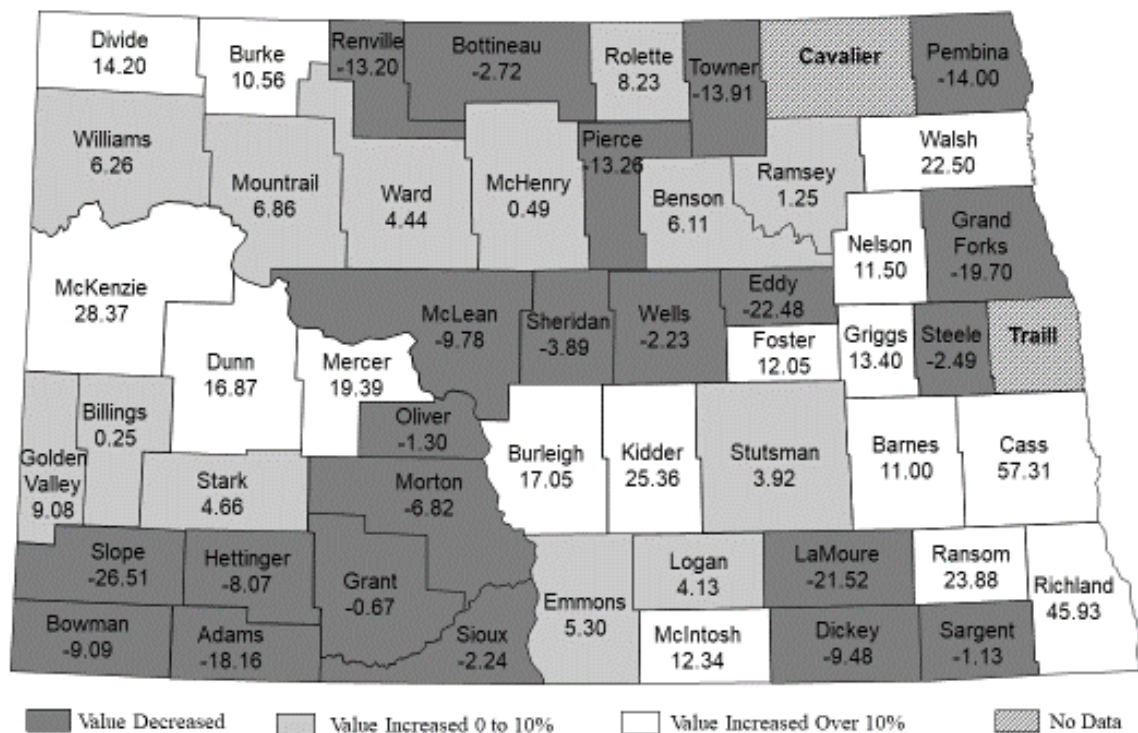 Divide
14.20
Burke
10.56
Renville
-13.20
Bottineau
-2.72
Rolette
8.23
Towner
-13.91
Cavalier
Pembina
-14.00
Williams
6.26
Mountrail
6.86
Ward
4.44
McHenry
0.49
Pierce
-13.26
Benson
6.11
Ramsey
1.25
Walsh
22.50
Nelson
11.50
Grand
Forks
-19.70
McKenzie
28.37
Dunn
16.87
Mercer
19.39
McLean
-9.78
Sheridan
-3.89
Wells
-2.23
Eddy
-22.48
Foster
12.05
Griggs
13.40
Steele
-2.49
Traill
Golden
Valley
9.08
Billings
0.25
Stark
4.66
Oliver
-1.30
Morton
-6.82
Burleigh
17.05
Kidder
25.36
Stutsman
3.92
Barnes
11.00
Cass
57.31
Slope
-26.51
Hettinger
-8.07
Grant
-0.67
Emmons
5.30
Logan
4.13
LaMoure
-21.52
Ransom
23.88
Richland
45.93
Bowman
-9.09
Adams
-18.16
Sioux
-2.24
McIntosh
12.34
Dickey
-9.48
Sargent
-1.13
Value Decreased
Value Increased 0 to 10%
Value Increased Over 10%
No Data